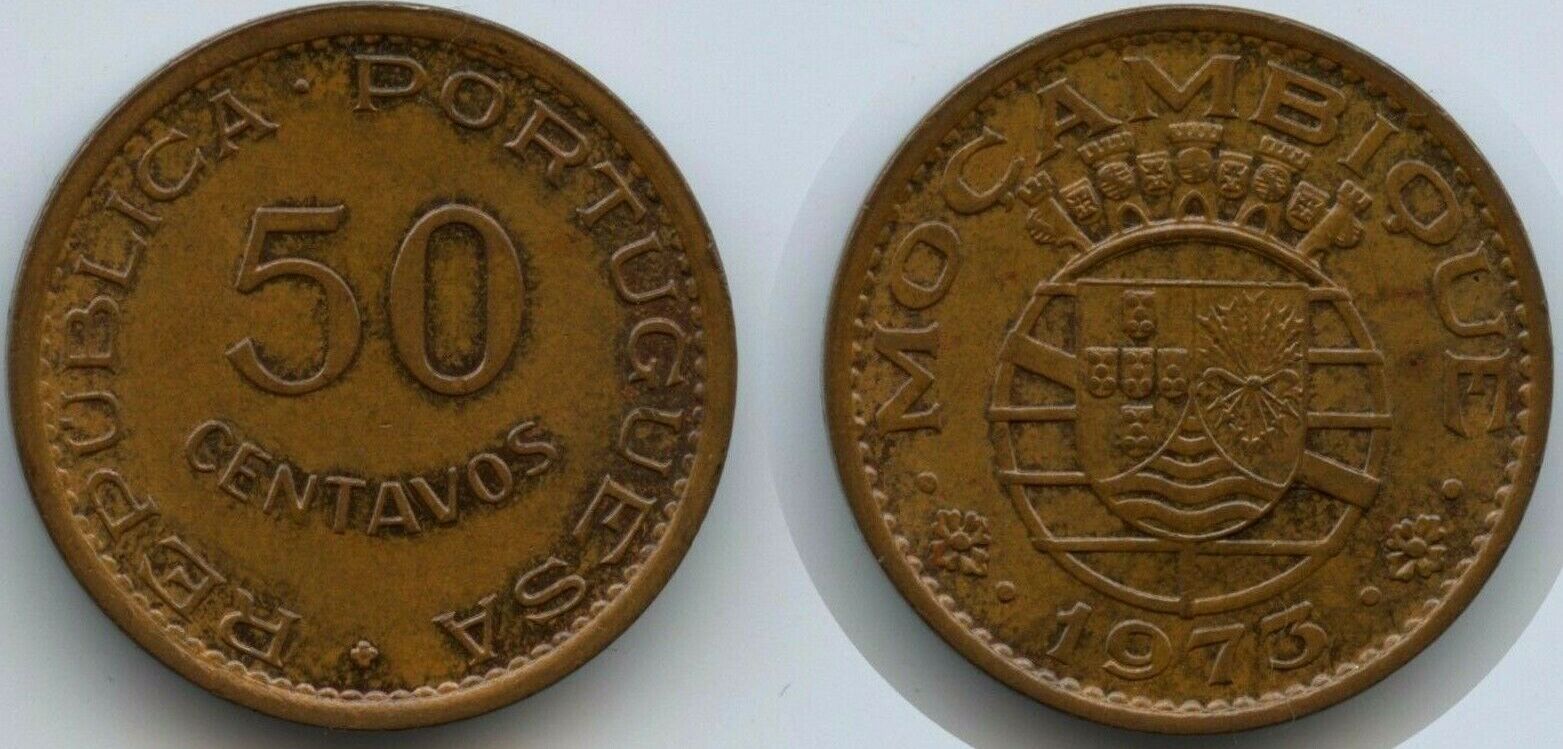 REPUBLICA · PORTUGUESA
50
CENTAVOS
MOÇAMBIQUE
1973